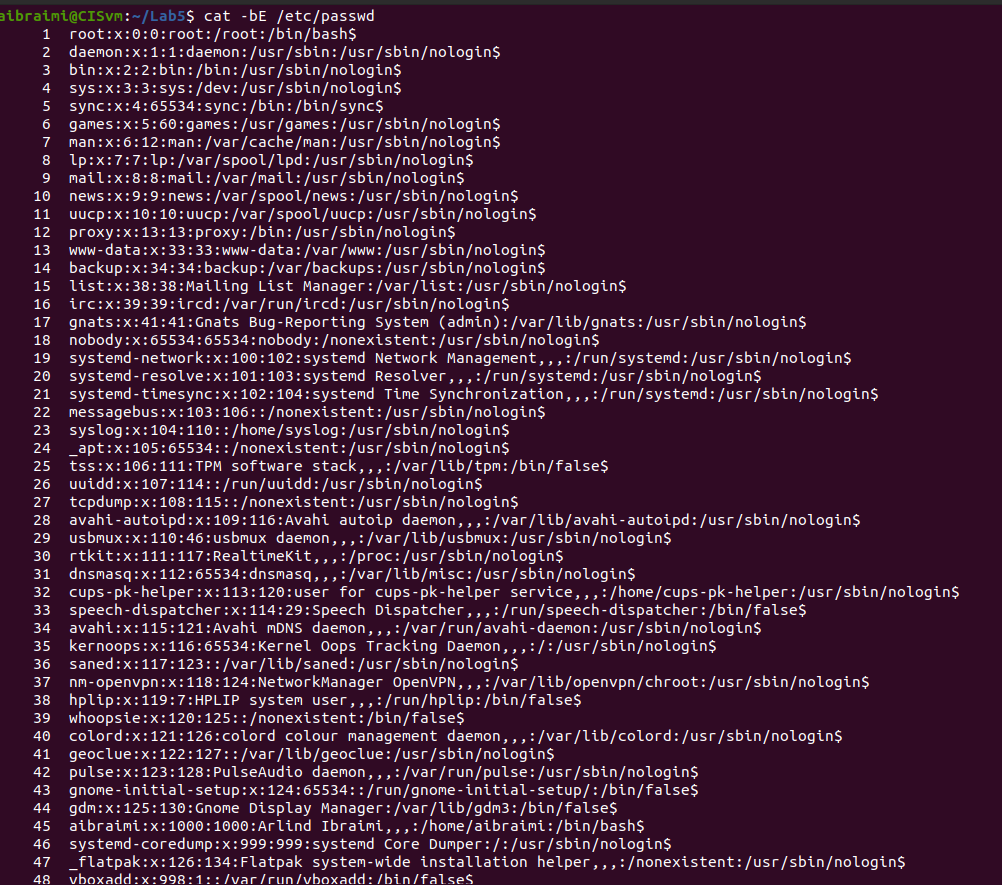 aibraimi@CISvm:~/Lab5$ cat -bE /etc/passwd
1 root:x:0:0:root:/root:/bin/bash$
2 daemon:x:1:1:daemon:/usr/sbin:/usr/sbin/nologin$
3 bin:x:2:2:bin:/bin:/usr/sbin/nologin$
4 sys:x:3:3:sys:/dev:/usr/sbin/nologin$
5 sync:x:4:65534:sync:/bin:/bin/sync$
6 games:x:5:60:games:/usr/games:/usr/sbin/nologin$
7 man:x:6:12:man:/var/cache/man:/usr/sbin/nologin$
8 lp:x:7:7:lp:/var/spool/lpd:/usr/sbin/nologin$
9 mail:x:8:8:mail:/var/mail:/usr/sbin/nologin$
10 news:x:9:9:news:/var/spool/news:/usr/sbin/nologin$
11 uucp:x:10:10:uucp:/var/spool/uucp:/usr/sbin/nologin$
12 proxy:x:13:13:proxy:/bin:/usr/sbin/nologin$
13 www-data:x:33:33:www-data:/var/www:/usr/sbin/nologin$
14 backup:x:34:34:backup:/var/backups:/usr/sbin/nologin$
15 list:x:38:38:Mailing List Manager:/var/list:/usr/sbin/nologin$
16 irc:x:39:39:ircd:/var/run/ircd:/usr/sbin/nologin$
17 gnats:x:41:41:Gnats Bug-Reporting System (admin):/var/lib/gnats:/usr/sbin/nologin$
18 nobody:x:65534:65534:nobody:/nonexistent:/usr/sbin/nologin$
19 systemd-network:x:100:102:systemd Network Management,,,:/run/systemd:/usr/sbin/nologin$
20 systemd-resolve:x:101:103:systemd Resolver,,,:/run/systemd:/usr/sbin/nologin$
21 systemd-timesync:x:102:104:systemd Time Synchronization,,,:/run/systemd:/usr/sbin/nologin$
22 messagebus:x:103:106::/nonexistent:/usr/sbin/nologin$
23 syslog:x:104:110::/home/syslog:/usr/sbin/nologin$
24 _apt:x:105:65534::/nonexistent:/usr/sbin/nologin$
25 tss:x:106:111:TPM software stack,,,:/var/lib/tpm:/bin/false$
26 uuidd:x:107:114::/run/uuidd:/usr/sbin/nologin$
27 tcpdump:x:108:115::/nonexistent:/usr/sbin/nologin$
28 avahi-autoipd:x:109:116:Avahi autoip daemon,,,:/var/lib/avahi-autoipd:/usr/sbin/nologin$
29 usbmux:x:110:46:usbmux daemon,,,:/var/lib/usbmux:/usr/sbin/nologin$
30 rtkit:x:111:117:RealtimeKit,,,:/proc:/usr/sbin/nologin$
31 dnsmasq:x:112:65534:dnsmasq,,,:/var/lib/misc:/usr/sbin/nologin$
32 cups-pk-helper:x:113:120:user for cups-pk-helper service,,,:/home/cups-pk-helper:/usr/sbin/nologin$
33 speech-dispatcher:x:114:29:Speech Dispatcher,,,:/run/speech-dispatcher:/bin/false$
34 avahi:x:115:121:Avahi mDNS daemon,,,:/var/run/avahi-daemon:/usr/sbin/nologin$
35 kernoops:x:116:65534:Kernel Oops Tracking Daemon,,,:/:/usr/sbin/nologin$
36 saned:x:117:123::/var/lib/saned:/usr/sbin/nologin$
37 nm-openvpn:x:118:124:NetworkManager OpenVPN,,,:/var/lib/openvpn/chroot:/usr/sbin/nologin$
38 hplip:x:119:7:HPLIP system user,,,:/run/hplip:/bin/false$
39 whoopsie:x:120:125::/nonexistent:/bin/false$
40 colord:x:121:126:colord colour management daemon,,,:/var/lib/colord:/usr/sbin/nologin$
41 geoclue:x:122:127::/var/lib/geoclue:/usr/sbin/nologin$
42 pulse:x:123:128:PulseAudio daemon,,,:/var/run/pulse:/usr/sbin/nologin$
43 gnome-initial-setup:x:124:65534::/run/gnome-initial-setup/:/bin/false$
44 gdm:x:125:130:Gnome Display Manager:/var/lib/gdm3:/bin/false$
45 aibraimi:x:1000:1000:Arlind Ibraimi,,,:/home/aibraimi:/bin/bash$
46 systemd-coredump:x:999:999:systemd Core Dumper:/:/usr/sbin/nologin$
47 _flatpak:x:126:134:Flatpak system-wide installation helper,,,:/nonexistent:/usr/sbin/nologin$
48 vboxadd:x:998:1::/var/run/vboxadd:/bin/false$